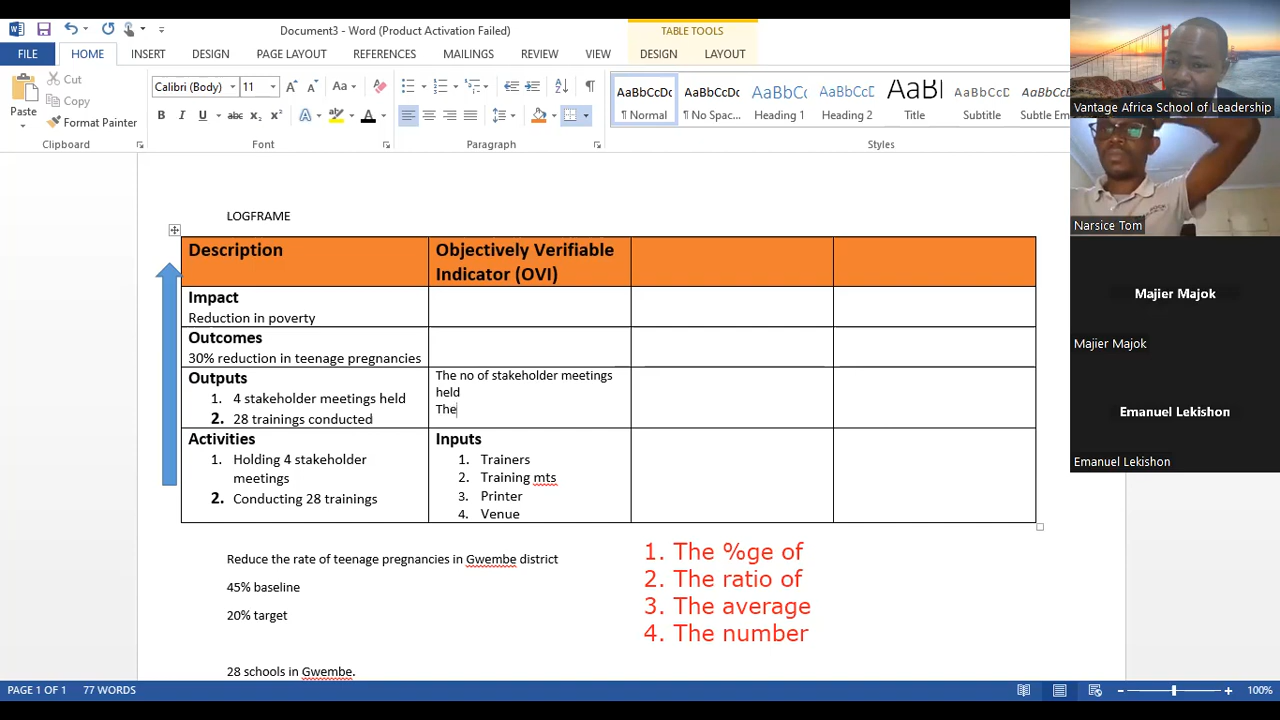 Document3 - Word (Product Activation Failed)
TABLE TOOLS
FILE HOME INSERT DESIGN PAGE LAYOUT REFERENCES MAILINGS REVIEW VIEW DESIGN LAYOUT
Paste
Cut
Copy
Format Painter
Clipboard
Calibri (Body) 11
Font
Paragraph
AaBbCcDc AaBbCcDc AaBbCc AaBbCcD AaBl AaBbCcD AaBbCcDc
¶ Normal ¶ No Spac... Heading 1 Heading 2 Title Subtitle Subtle Em
Styles
Vantage Africa School of Leadership
Narsice Tom
Majier Majok
Majier Majok
Emanuel Lekishon
Emanuel Lekishon
LOGFRAME
Description
Objectively Verifiable
Indicator (OVI)
Impact
Reduction in poverty
Outcomes
30% reduction in teenage pregnancies
Outputs
1. 4 stakeholder meetings held
2. 28 trainings conducted
The no of stakeholder meetings
held
The
Activities
1. Holding 4 stakeholder
meetings
2. Conducting 28 trainings
Inputs
1. Trainers
2. Training mts
3. Printer
4. Venue
Reduce the rate of teenage pregnancies in Gwembe district
45% baseline
20% target
28 schools in Gwembe.
1. The %ge of
2. The ratio of
3. The average
4. The number
PAGE 1 OF 1 77 WORDS
100%